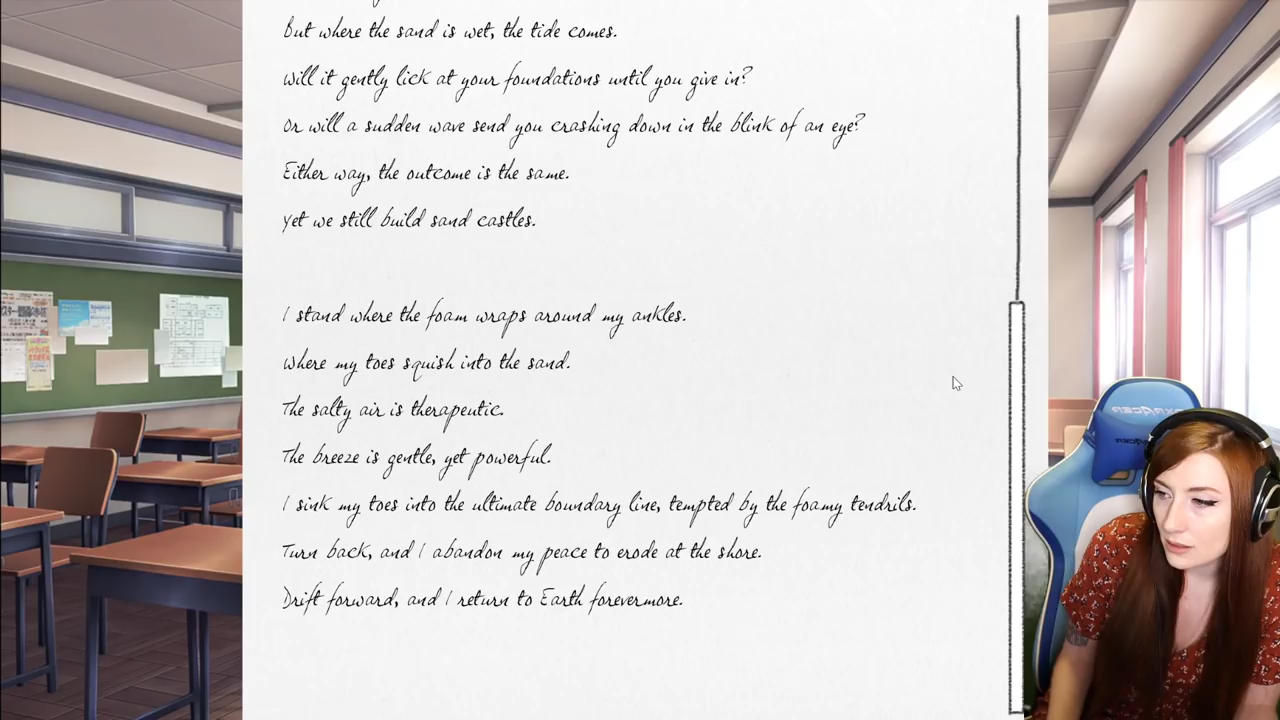 But where the sand is wet, the tide comes.
Will it gently lick at your foundations until you give in?
Or will a sudden wave send you crashing down in the blink of an eye?
Either way, the outcome is the same.
Yet we still build sand castles.
I stand where the foam wraps around my ankles.
Where my toes squish into the sand.
The salty air is therapeutic.
The breeze is gentle, yet powerful.
I sink my toes into the ultimate boundary line, tempted by the foamy tendrils.
Turn back, and I abandon my peace to erode at the shore.
Drift forward, and I return to Earth forevermore.